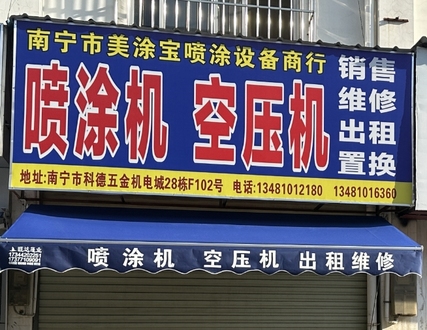 南宁市美涂宝喷涂设备商行
喷涂机 空压机
销售
维修
出租
置换
地址:南宁市科德五金机电城28栋F102号 电话:13481012180 13481016360
喷涂机 空压机 出租维修
17344202281
17377109091